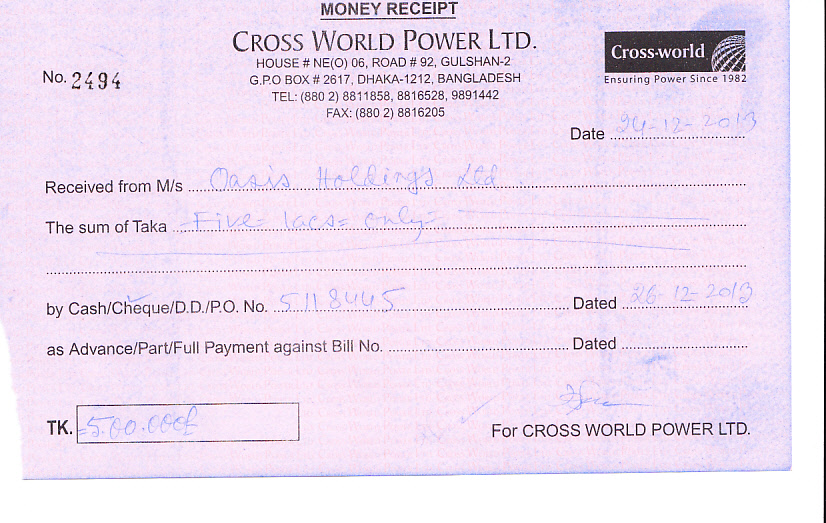 MONEY RECEIPT
CROSS WORLD POWER LTD.
HOUSE # NE(O) 06, ROAD # 92, GULSHAN-2
G.P.O BOX # 2617, DHAKA-1212, BANGLADESH
TEL: (880 2) 8811858, 8816528, 9891442
FAX: (880 2) 8816205
Cross-world
Ensuring Power Since 1982
No. 2494
Date 24-12-2013
Received from M/s Oasis Holdings Ltd
The sum of Taka Five= lacs= only=
by Cash/Cheque/D.D./P.O. No. 5118445 Dated 26-12-2013
as Advance/Part/Full Payment against Bill No. Dated
TK. =5.00.000/
For CROSS WORLD POWER LTD.